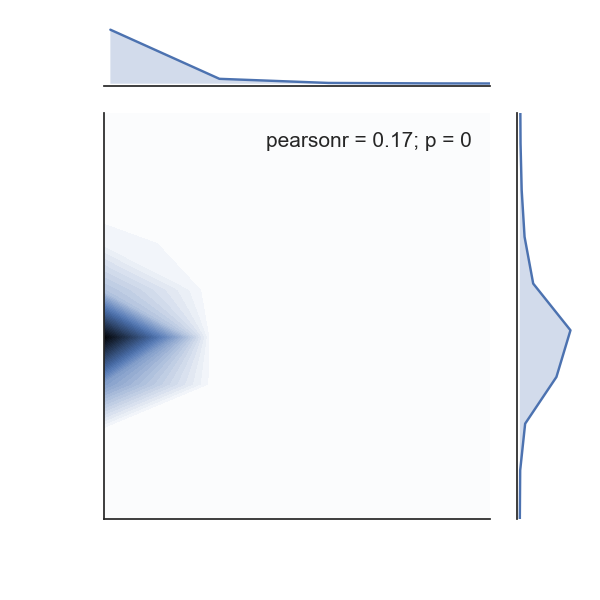 pearsonr = 0.17; p = 0